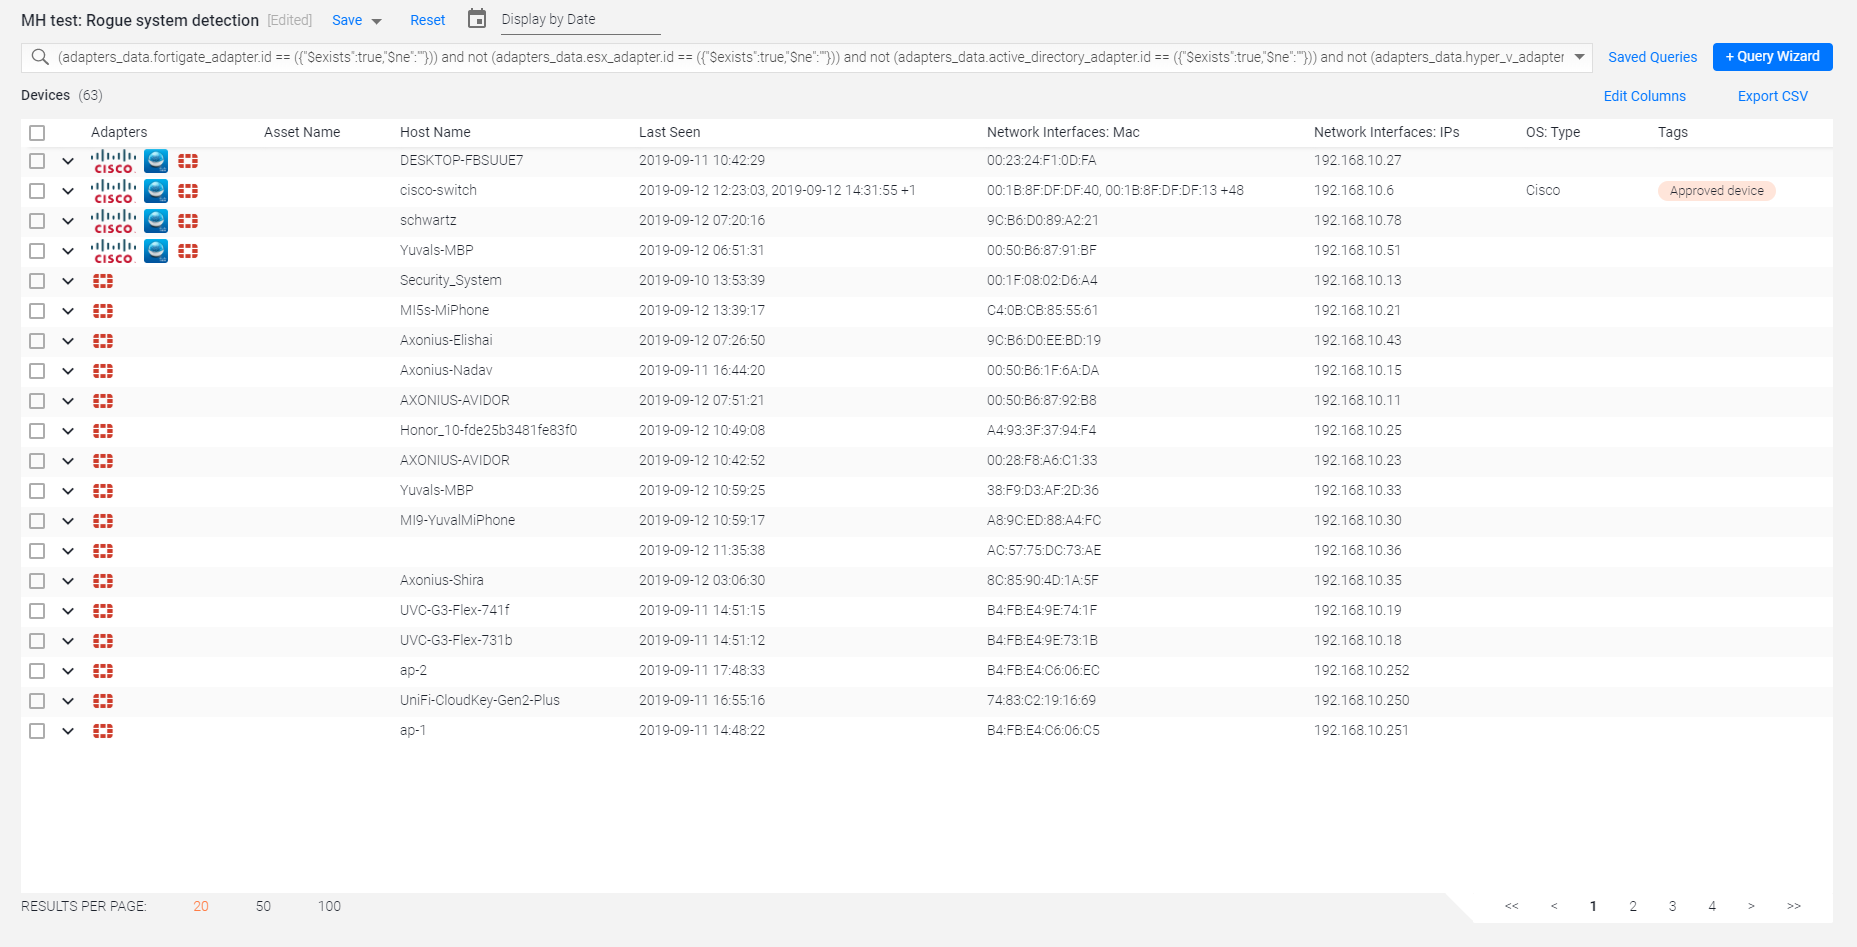 MH test: Rogue system detection [Edited] Save Reset Display by Date
(adapters_data.fortigate_adapter.id == ({"$exists":true,"$ne":""})) and not (adapters_data.esx_adapter.id == ({"$exists":true,"$ne":""})) and not (adapters_data.active_directory_adapter.id == ({"$exists":true,"$ne":""})) and not (adapters_data.hyper_v_adapter Saved Queries + Query Wizard
Devices (63) Edit Columns Export CSV
Adapters Asset Name Host Name Last Seen Network Interfaces: Mac Network Interfaces: IPs OS: Type Tags
CISCO DESKTOP-FBSUUE7 2019-09-11 10:42:29 00:23:24:F1:0D:FA 192.168.10.27
CISCO cisco-switch 2019-09-12 12:23:03, 2019-09-12 14:31:55 +1 00:1B:8F:DF:DF:40, 00:1B:8F:DF:DF:13 +48 192.168.10.6 Cisco Approved device
CISCO schwartz 2019-09-12 07:20:16 9C:B6:D0:89:A2:21 192.168.10.78
CISCO Yuvals-MBP 2019-09-12 06:51:31 00:50:B6:87:91:BF 192.168.10.51
Security_System 2019-09-10 13:53:39 00:1F:08:02:D6:A4 192.168.10.13
MI5s-MiPhone 2019-09-12 13:39:17 C4:0B:CB:85:55:61 192.168.10.21
Axonius-Elishai 2019-09-12 07:26:50 9C:B6:D0:EE:BD:19 192.168.10.43
Axonius-Nadav 2019-09-11 16:44:20 00:50:B6:1F:6A:DA 192.168.10.15
AXONIUS-AVIDOR 2019-09-12 07:51:21 00:50:B6:87:92:B8 192.168.10.11
Honor_10-fde25b3481fe83f0 2019-09-12 10:49:08 A4:93:3F:37:94:F4 192.168.10.25
AXONIUS-AVIDOR 2019-09-12 10:42:52 00:28:F8:A6:C1:33 192.168.10.23
Yuvals-MBP 2019-09-12 10:59:25 38:F9:D3:AF:2D:36 192.168.10.33
MI9-YuvalMiPhone 2019-09-12 10:59:17 A8:9C:ED:88:A4:FC 192.168.10.30
2019-09-12 11:35:38 AC:57:75:DC:73:AE 192.168.10.36
Axonius-Shira 2019-09-12 03:06:30 8C:85:90:4D:1A:5F 192.168.10.35
UVC-G3-Flex-741f 2019-09-11 14:51:15 B4:FB:E4:9E:74:1F 192.168.10.19
UVC-G3-Flex-731b 2019-09-11 14:51:12 B4:FB:E4:9E:73:1B 192.168.10.18
ap-2 2019-09-11 17:48:33 B4:FB:E4:C6:06:EC 192.168.10.252
UniFi-CloudKey-Gen2-Plus 2019-09-11 16:55:16 74:83:C2:19:16:69 192.168.10.250
ap-1 2019-09-11 14:48:22 B4:FB:E4:C6:06:C5 192.168.10.251
RESULTS PER PAGE: 20 50 100 << < 1 2 3 4 > >>